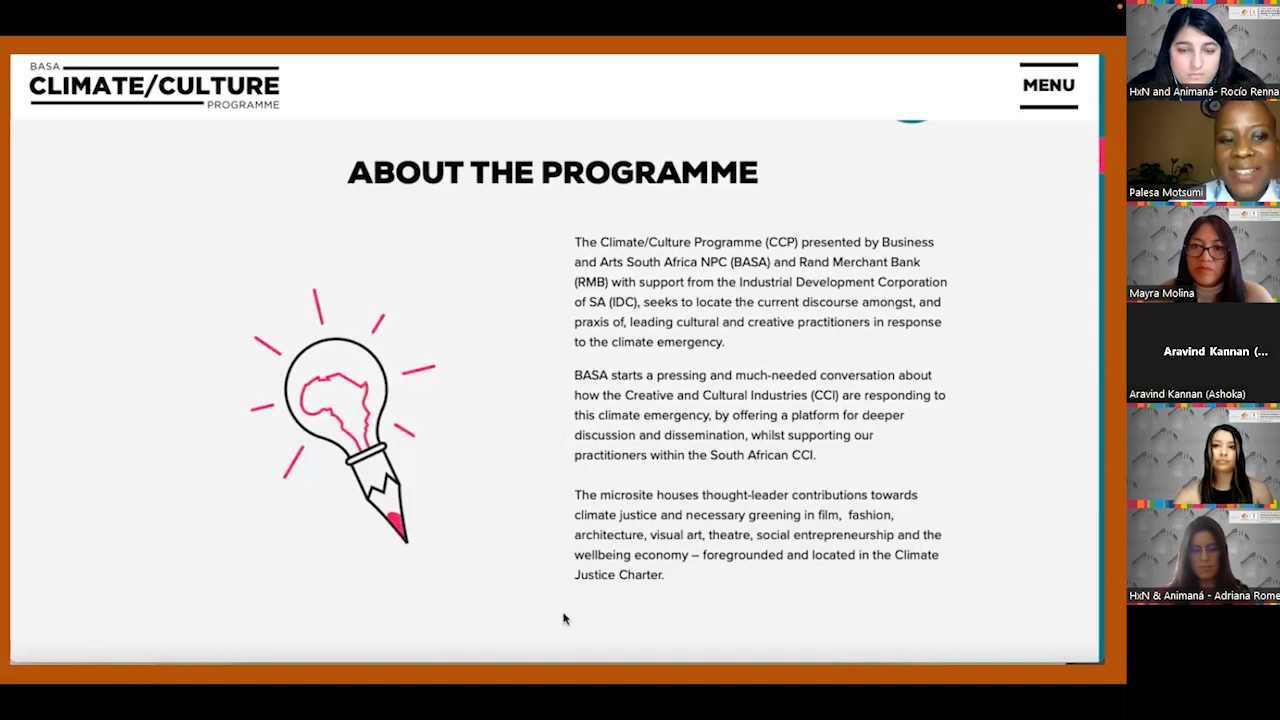 BASA
CLIMATE/CULTURE
PROGRAMME
MENU
ABOUT THE PROGRAMME
The Climate/Culture Programme (CCP) presented by Business
and Arts South Africa NPC (BASA) and Rand Merchant Bank
(RMB) with support from the Industrial Development Corporation
of SA (IDC), seeks to locate the current discourse amongst, and
praxis of, leading cultural and creative practitioners in response
to the climate emergency.
BASA starts a pressing and much-needed conversation about
how the Creative and Cultural Industries (CCI) are responding to
this climate emergency, by offering a platform for deeper
discussion and dissemination, whilst supporting our
practitioners within the South African CCI.
The microsite houses thought-leader contributions towards
climate justice and necessary greening in film, fashion,
architecture, visual art, theatre, social entrepreneurship and the
wellbeing economy – foregrounded and located in the Climate
Justice Charter.
HxN and Animaná- Rocío Renna
Palesa Motsumi
Mayra Molina
Aravind Kannan (...
Aravind Kannan (Ashoka)
HxN & Animaná - Adriana Rome